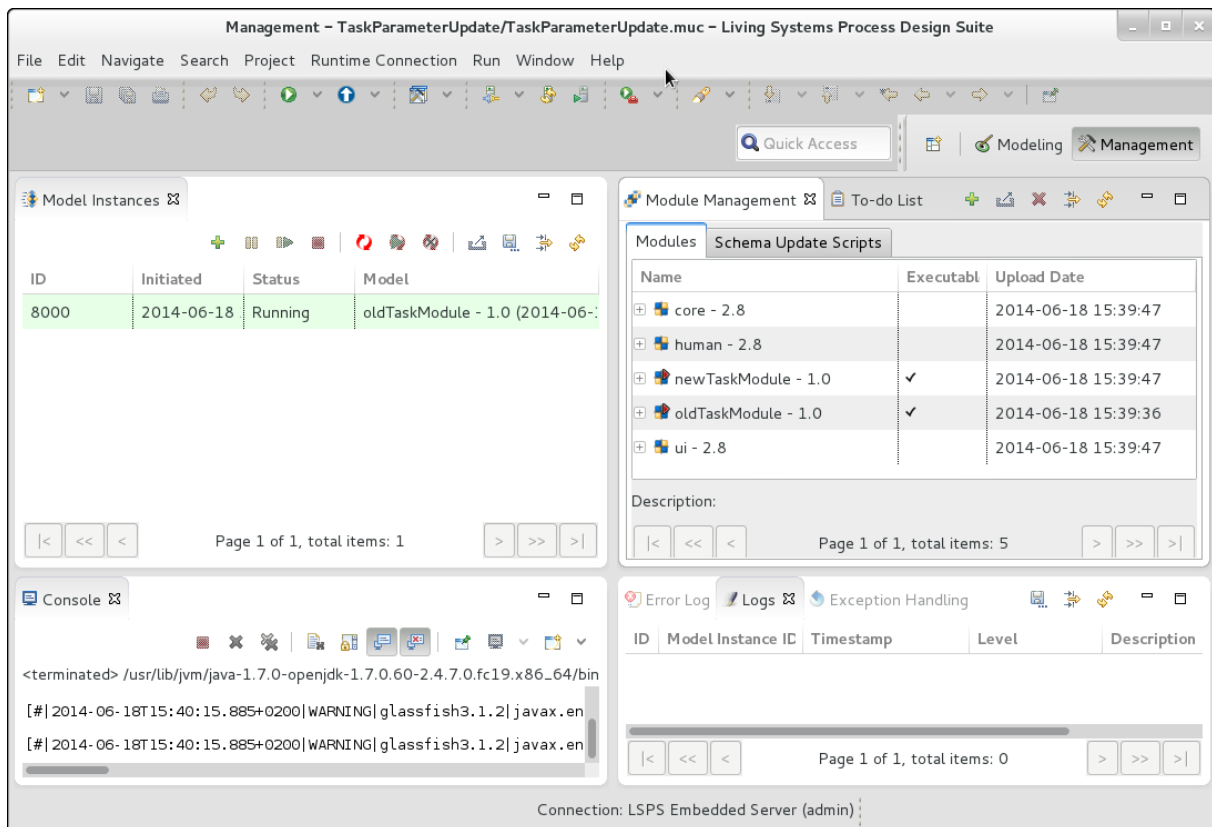 Management – TaskParameterUpdate/TaskParameterUpdate.muc – Living Systems Process Design Suite
File Edit Navigate Search Project Runtime Connection Run Window Help
Quick Access
Modeling
Management
Model Instances
ID Initiated Status Model
8000 2014-06-18 Running oldTaskModule - 1.0 (2014-06-
Page 1 of 1, total items: 1
|< << < > >> >|
Module Management To-do List
Modules Schema Update Scripts
Name Executabl Upload Date
core - 2.8 2014-06-18 15:39:47
human - 2.8 2014-06-18 15:39:47
newTaskModule - 1.0 ✔ 2014-06-18 15:39:47
oldTaskModule - 1.0 ✔ 2014-06-18 15:39:36
ui - 2.8 2014-06-18 15:39:47
Description:
|< << < Page 1 of 1, total items: 5 > >> >|
Console
<terminated> /usr/lib/jvm/java-1.7.0-openjdk-1.7.0.60-2.4.7.0.fc19.x86_64/bin
[#|2014-06-18T15:40:15.885+0200|WARNING|glassfish3.1.2|javax.en
[#|2014-06-18T15:40:15.885+0200|WARNING|glassfish3.1.2|javax.en
Error Log Logs Exception Handling
ID Model Instance ID Timestamp Level Description
|< << < Page 1 of 1, total items: 0 > >> >|
Connection: LSPS Embedded Server (admin)